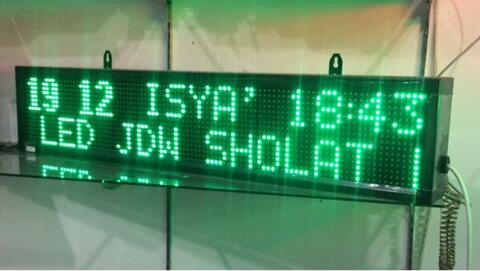 19 12 ISYA' 18:43
LED JDW SHOLAT !